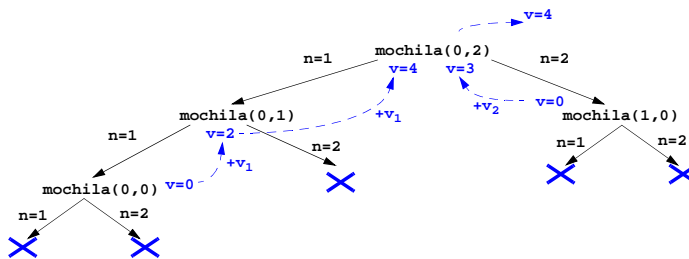 v=4
mochila(0,2)
n=1
n=2
v=4
v=3
v=0
mochila(0,1)
+v1
+v2
mochila(1,0)
n=1
v=2
n=2
n=1
n=2
+v1
mochila(0,0)
v=0
n=1
n=2